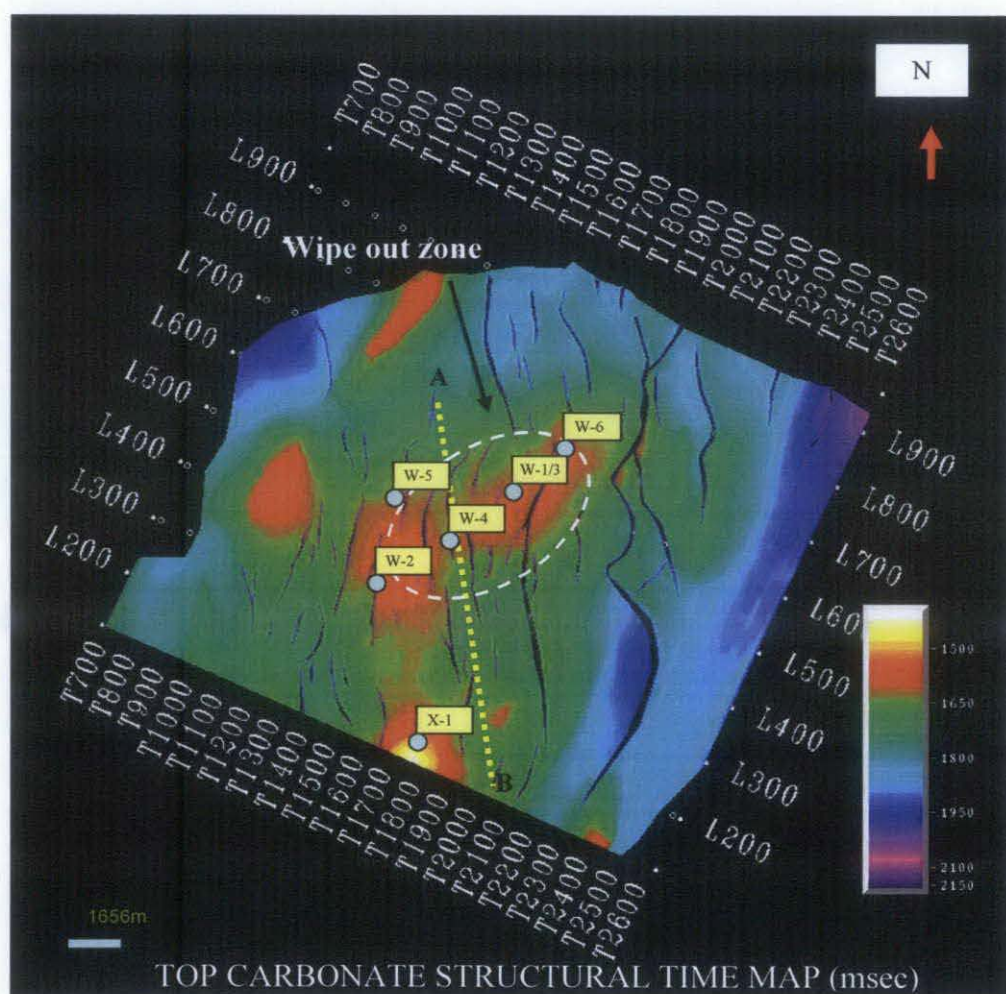 N
T700
T800
T900
T1000
T1100
T1200
T1300
T1400
T1500
T1600
T1700
T1800
T1900
T2000
T2100
T2200
T2300
T2400
T2500
T2600
L900
L800
L700
L600
L500
L400
L300
L200
Wipe out zone
A
W-6
W-5
W-1/3
W-4
W-2
X-1
B
L900
L800
L700
L60
L500
L400
L300
L200
1500
1650
1800
1950
2100
2150
T700
T800
T900
T1000
T1100
T1200
T1300
T1400
T1500
T1600
T1700
T1800
T1900
T2000
T2100
T2200
T2300
T2400
T2500
T2600
1656m
TOP CARBONATE STRUCTURAL TIME MAP (msec)